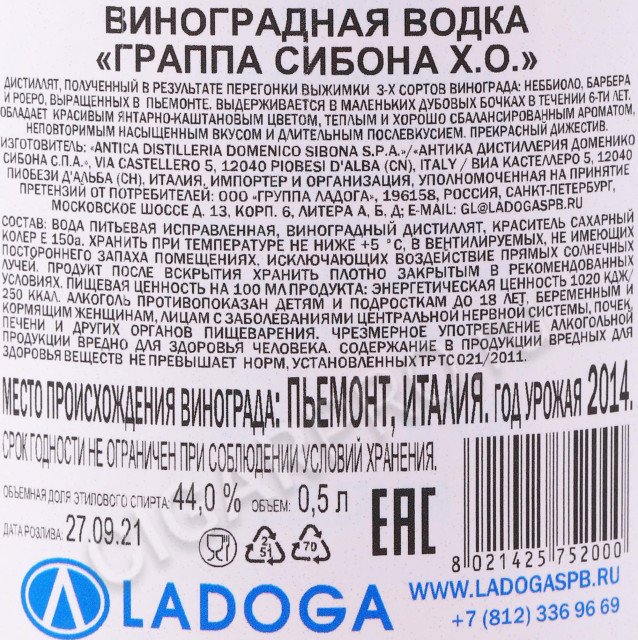 ВИНОГРАДНАЯ ВОДКА
«ГРАППА СИБОНА Х.О.»
ДИСТИЛЛЯТ, ПОЛУЧЕННЫЙ В РЕЗУЛЬТАТЕ ПЕРЕГОНКИ ВЫЖИМКИ 3-Х СОРТОВ ВИНОГРАДА: НЕББИОЛО, БАРБЕРА
И РОЕРО, ВЫРАЩЕННЫХ В ПЬЕМОНТЕ. ВЫДЕРЖИВАЕТСЯ В МАЛЕНЬКИХ ДУБОВЫХ БОЧКАХ В ТЕЧЕНИИ 6-ТИ ЛЕТ.
ОБЛАДАЕТ КРАСИВЫМ ЯНТАРНО-КАШТАНОВЫМ ЦВЕТОМ, ТЕПЛЫМ И ХОРОШО СБАЛАНСИРОВАННЫМ АРОМАТОМ,
НЕПОВТОРИМЫМ НАСЫЩЕННЫМ ВКУСОМ И ДЛИТЕЛЬНЫМ ПОСЛЕВКУСИЕМ. ПРЕКРАСНЫЙ ДИЖЕСТИВ.
ИЗГОТОВИТЕЛЬ: «ANTICA DISTILLERIA DOMENICO SIBONA S.P.A.»/«АНТИКА ДИСТИЛЛЕРИЯ ДОМЕНИКО
СИБОНА С.П.А.», VIA CASTELLERO 5, 12040 PIOBESI D'ALBA (CN), ITALY / ВИА КАСТЕЛЛЕРО 5, 12040
ПИОБЕЗИ Д'АЛЬБА (СН), ИТАЛИЯ. ИМПОРТЕР И ОРГАНИЗАЦИЯ, УПОЛНОМОЧЕННАЯ НА ПРИНЯТИЕ
ПРЕТЕНЗИЙ ОТ ПОТРЕБИТЕЛЕЙ: ООО «ГРУППА ЛАДОГА», 196158, РОССИЯ, САНКТ-ПЕТЕРБУРГ,
МОСКОВСКОЕ ШОССЕ Д. 13, КОРП. 6, ЛИТЕРА А, Б, Д; E-MAIL: GL@LADOGASPB.RU
СОСТАВ: ВОДА ПИТЬЕВАЯ ИСПРАВЛЕННАЯ, ВИНОГРАДНЫЙ ДИСТИЛЛЯТ, КРАСИТЕЛЬ САХАРНЫЙ
КОЛЕР Е 150а. ХРАНИТЬ ПРИ ТЕМПЕРАТУРЕ НЕ НИЖЕ +5 °С, В ВЕНТИЛИРУЕМЫХ, НЕ ИМЕЮЩИХ
ПОСТОРОННЕГО ЗАПАХА ПОМЕЩЕНИЯХ, ИСКЛЮЧАЮЩИХ ВОЗДЕЙСТВИЕ ПРЯМЫХ СОЛНЕЧНЫХ
ЛУЧЕЙ. ПРОДУКТ ПОСЛЕ ВСКРЫТИЯ ХРАНИТЬ ПЛОТНО ЗАКРЫТЫМ В РЕКОМЕНДОВАННЫХ
УСЛОВИЯХ. ПИЩЕВАЯ ЦЕННОСТЬ НА 100 МЛ ПРОДУКТА: ЭНЕРГЕТИЧЕСКАЯ ЦЕННОСТЬ 1020 КДЖ/
250 ККАЛ. АЛКОГОЛЬ ПРОТИВОПОКАЗАН ДЕТЯМ И ПОДРОСТКАМ ДО 18 ЛЕТ, БЕРЕМЕННЫМ И
КОРМЯЩИМ ЖЕНЩИНАМ, ЛИЦАМ С ЗАБОЛЕВАНИЯМИ ЦЕНТРАЛЬНОЙ НЕРВНОЙ СИСТЕМЫ, ПОЧЕК,
ПЕЧЕНИ И ДРУГИХ ОРГАНОВ ПИЩЕВАРЕНИЯ. ЧРЕЗМЕРНОЕ УПОТРЕБЛЕНИЕ АЛКОГОЛЬНОЙ
ПРОДУКЦИИ ВРЕДНО ДЛЯ ЗДОРОВЬЯ ЧЕЛОВЕКА. СОДЕРЖАНИЕ В ПРОДУКЦИИ ВРЕДНЫХ ДЛЯ
ЗДОРОВЬЯ ВЕЩЕСТВ НЕ ПРЕВЫШАЕТ НОРМ, УСТАНОВЛЕННЫХ ТР ТС 021/2011.
МЕСТО ПРОИСХОЖДЕНИЯ ВИНОГРАДА: ПЬЕМОНТ, ИТАЛИЯ. ГОД УРОЖАЯ 2014.
СРОК ГОДНОСТИ НЕ ОГРАНИЧЕН ПРИ СОБЛЮДЕНИИ УСЛОВИЙ ХРАНЕНИЯ.
ОБЪЕМНАЯ ДОЛЯ ЭТИЛОВОГО СПИРТА: 44,0 % ОБЪЕМ: 0,5 л
ДАТА РОЗЛИВА: 27.09.21
25
51
70
EAC
8 021425 752000
LADOGA
WWW.LADOGASPB.RU
+7 (812) 336 96 69